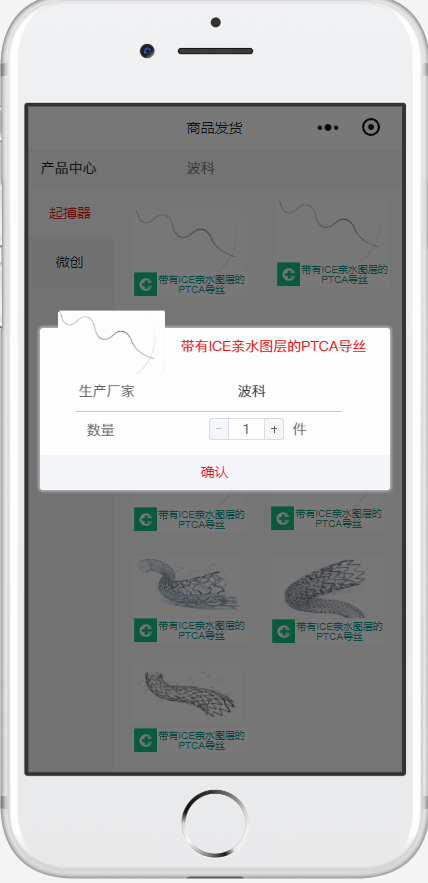 商品发货
产品中心
波科
起搏器
微创
带有ICE亲水图层的
PTCA导丝
带有ICE亲水图层的
PTCA导丝
带有ICE亲水图层的PTCA导丝
生产厂家
波科
数量
− 1 + 件
确认
带有ICE亲水图层的
PTCA导丝
带有ICE亲水图层的
PTCA导丝
带有ICE亲水图层的
PTCA导丝
带有ICE亲水图层的
PTCA导丝
带有ICE亲水图层的
PTCA导丝